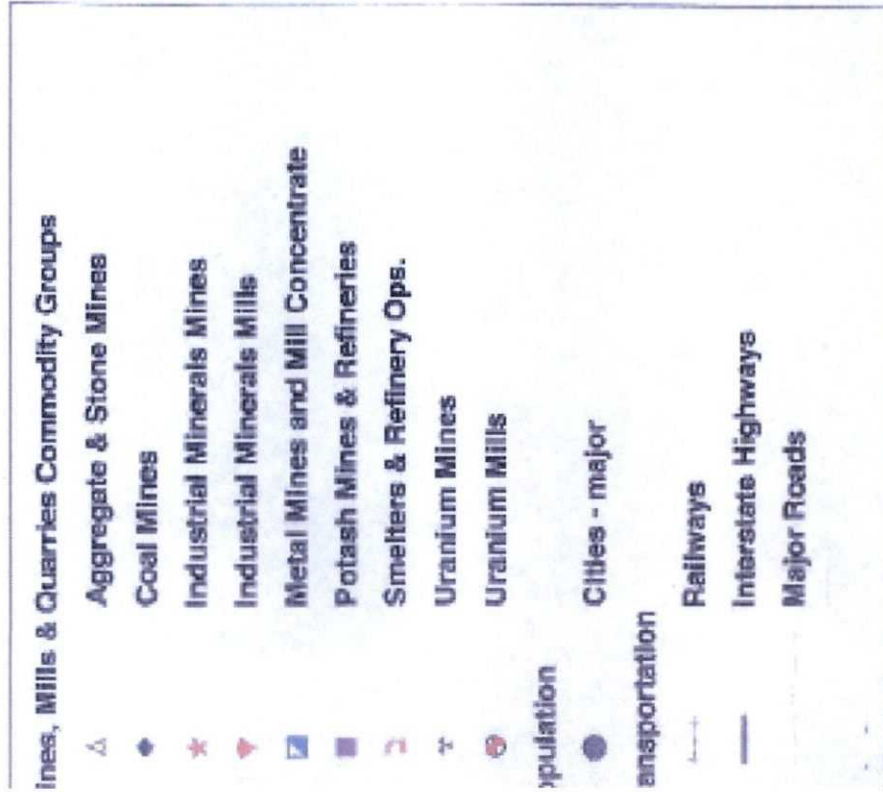 ines, Mills & Quarries Commodity Groups
Aggregate & Stone Mines
Coal Mines
Industrial Minerals Mines
Industrial Minerals Mills
Metal Mines and Mill Concentrate
Potash Mines & Refineries
Smelters & Refinery Ops.
Uranium Mines
Uranium Mills
opulation
Cities - major
ansportation
Railways
Interstate Highways
Major Roads